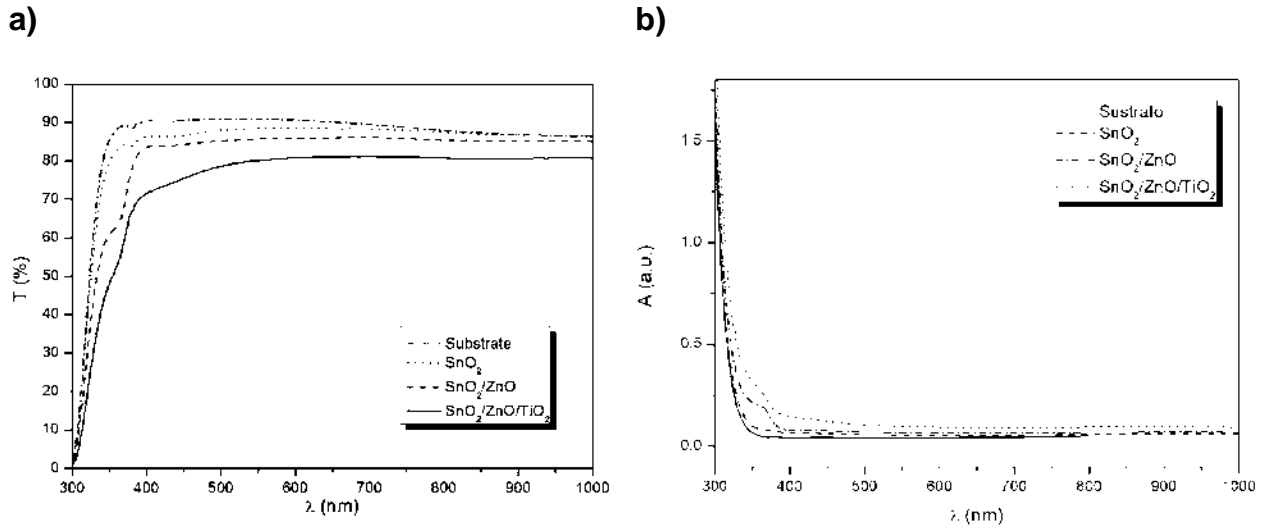 a)
b)
100
90
80
70
60
50
40
30
20
10
0
T (%)
300 400 500 600 700 800 900 1000
λ (nm)
Substrate
SnO₂
SnO₂/ZnO
SnO₂/ZnO/TiO₂
1.5
1.0
0.5
0.0
A (a.u.)
300 400 500 600 700 800 900 1000
λ (nm)
Sustrato
SnO₂
SnO₂/ZnO
SnO₂/ZnO/TiO₂